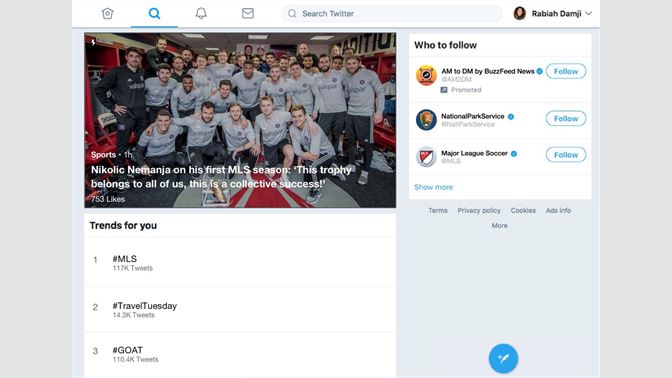 Search Twitter
Rabiah Damji
Sports • 1h
Nikolic Nemanja on his first MLS season: ‘This trophy
belongs to all of us, this is a collective success!’
753 Likes
Trends for you
1 #MLS
117K Tweets
2 #TravelTuesday
14.3K Tweets
3 #GOAT
110.4K Tweets
Who to follow
AM to DM by BuzzFeed News
@AM2DM
Promoted
Follow
NationalParkService
@NatlParkService
Follow
Major League Soccer
@MLS
Follow
Show more
Terms Privacy policy Cookies Ads info
More